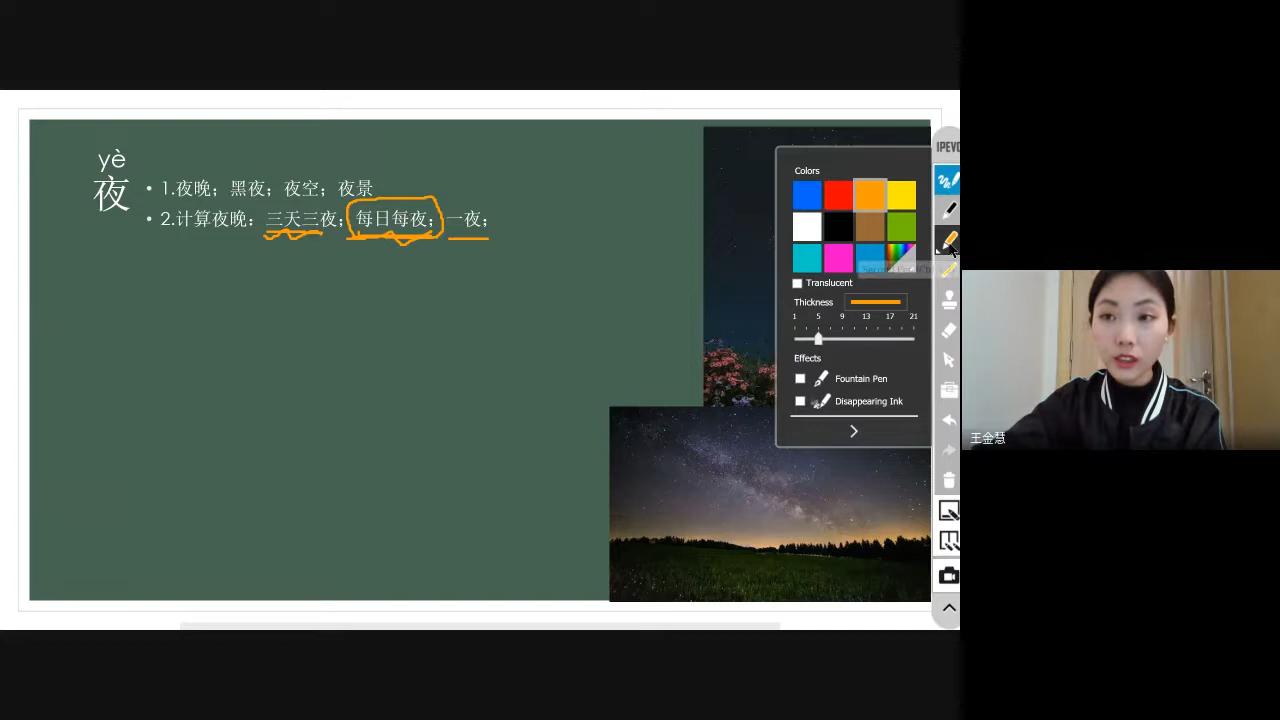 yè
夜
• 1.夜晚；黑夜；夜空；夜景
• 2.计算夜晚：三天三夜；每日每夜；一夜；
IPEVO
Colors
Translucent
Thickness
1 5 9 13 17 21
Effects
Fountain Pen
Disappearing Ink
王金慧